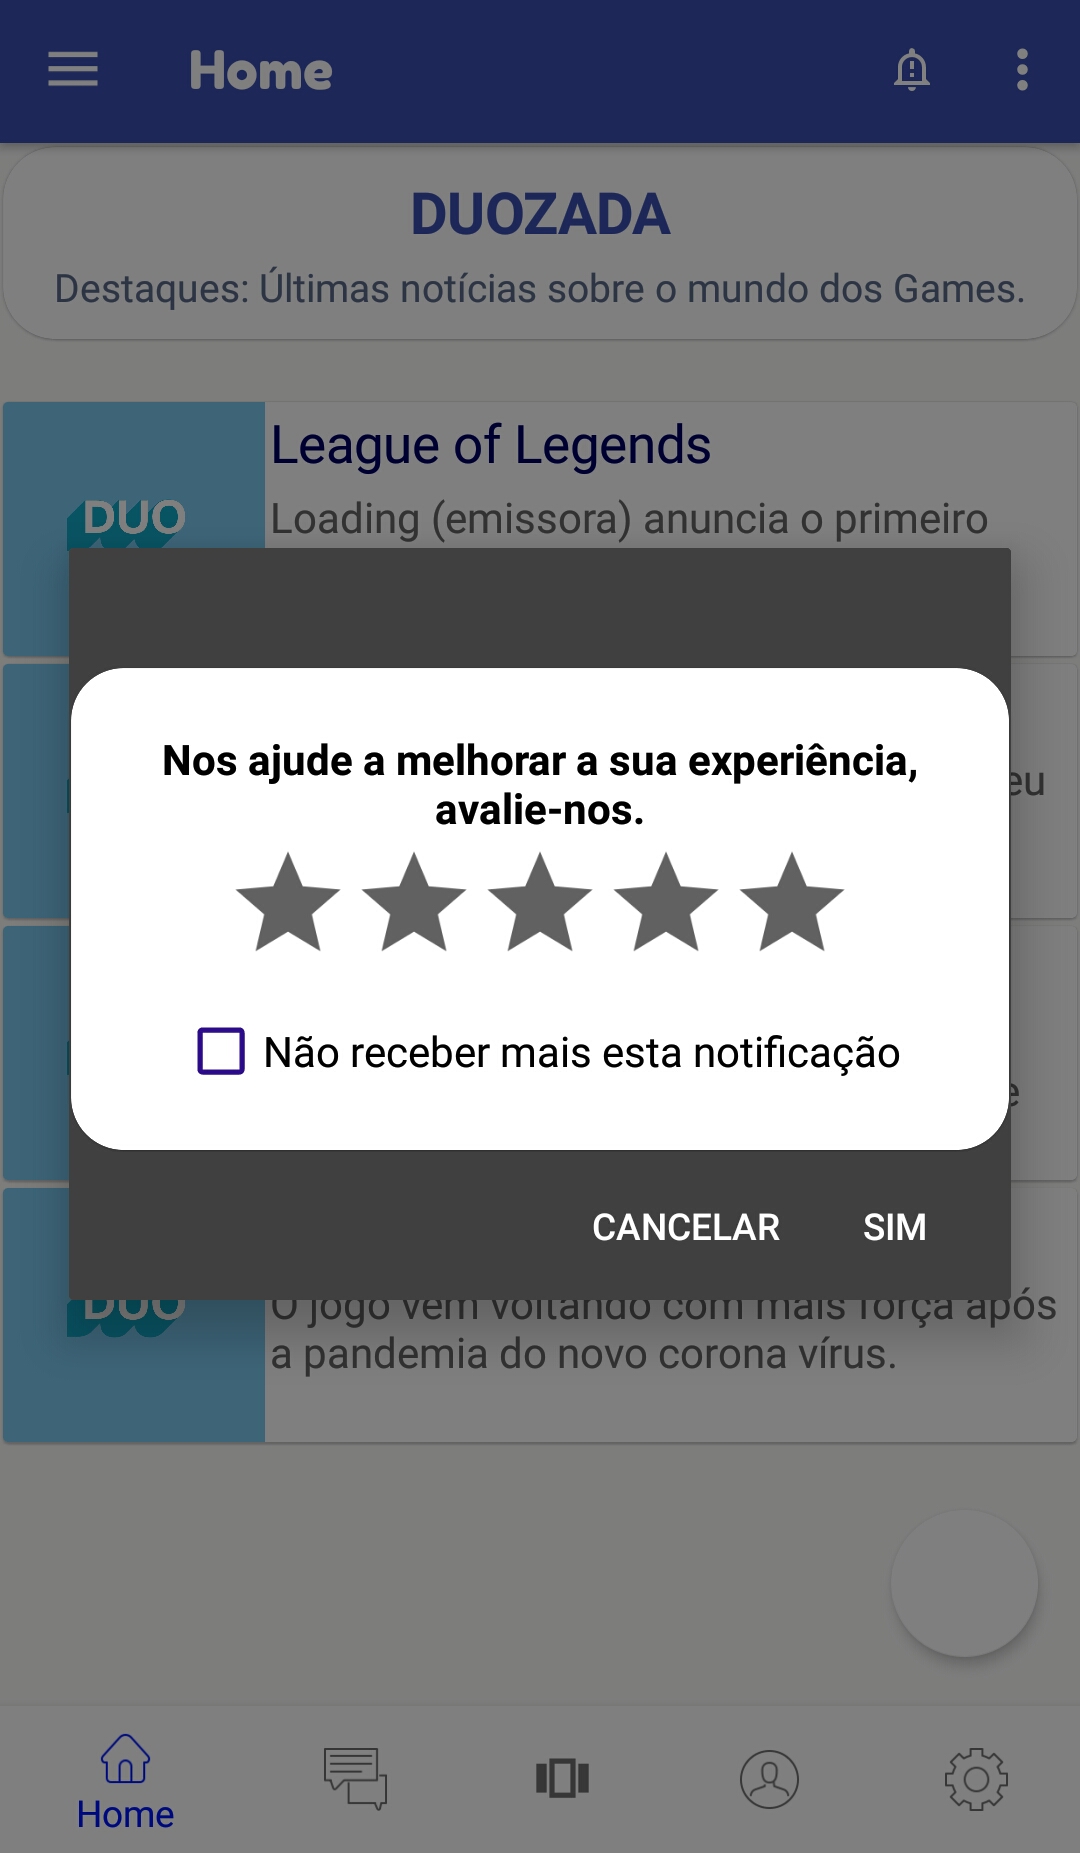 Home
DUOZADA
Destaques: Últimas notícias sobre o mundo dos Games.
League of Legends
DUO
Loading (emissora) anuncia o primeiro
eu
Nos ajude a melhorar a sua experiência,
avalie-nos.
Não receber mais esta notificação
e
CANCELAR SIM
DUO
O jogo vem voltando com mais força após
a pandemia do novo corona vírus.
Home